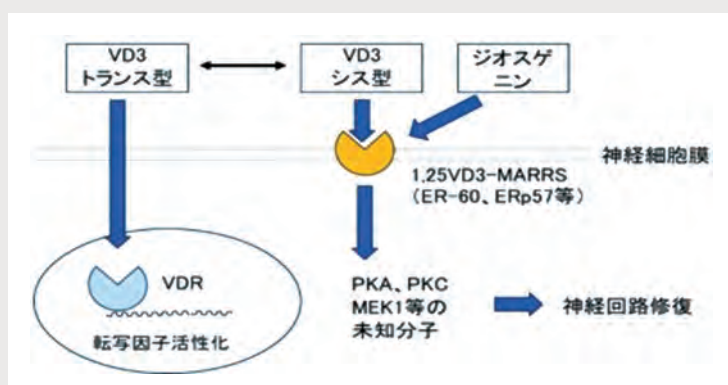 VD3
トランス型
VD3
シス型
ジオスゲ
ニン
神経細胞膜
1,25VD3-MARRS
(ER-60、ERp57等)
VDR
転写因子活性化
PKA、PKC
MEK1等の
未知分子
神経回路修復